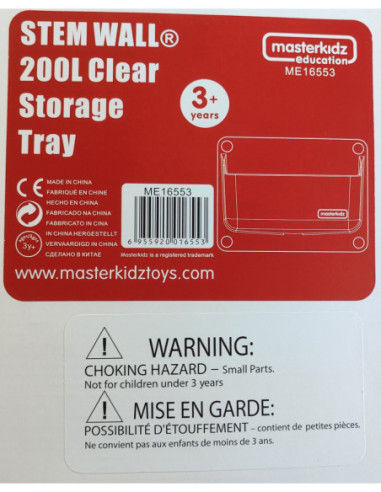 STEM WALL®
200L Clear
Storage
Tray
masterkidz
education
ME16553
3+
years
MADE IN CHINA
FABRIQUÉ EN CHINE
HECHO EN CHINA
FABRICADO NA CHINA
FABBRICATO IN CINA
IN CHINA HERGESTELLT
VERVAARDIGD IN CHINA
СДЕЛАНО В КИТАЕ
3y+
ME16553
6 955920 016553
Masterkidz is a registered trademark
masterkidz
www.masterkidztoys.com
WARNING:
CHOKING HAZARD – Small Parts.
Not for children under 3 years
MISE EN GARDE:
POSSIBILITÉ D'ÉTOUFFEMENT – contient de petites pièces.
Ne convient pas aux enfants de moins de 3 ans.